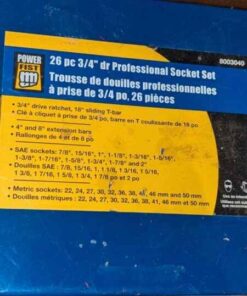 POWER
FIST
8003040
26 pc 3/4" dr Professional Socket Set
Trousse de douilles professionnelles
à prise de 3/4 po, 26 pièces
• 3/4" drive ratchet, 18" sliding T-bar
Clé à cliquet à prise de 3/4 po, barre en T coulissante de 18 po
• 4" and 8" extension bars
Rallonges de 4 et de 8 po
• SAE sockets: 7/8", 15/16", 1", 1-1/8", 1-3/16", 1-5/16",
1-3/8", 1-7/16", 1-5/8", 1-3/4", 1-7/8" and 2"
Douilles SAE : 7/8, 15/16, 1, 1 1/8, 1 3/16, 1 5/16,
1 3/8, 1 7/16, 1 5/8, 1 3/4, 1 7/8 po et 2 po
• Metric sockets: 22, 24, 27, 30, 32, 36, 38, 41, 46 mm and 50 mm
Douilles métriques : 22, 24, 27, 30, 32, 36, 38, 41, 46 mm et 50 mm